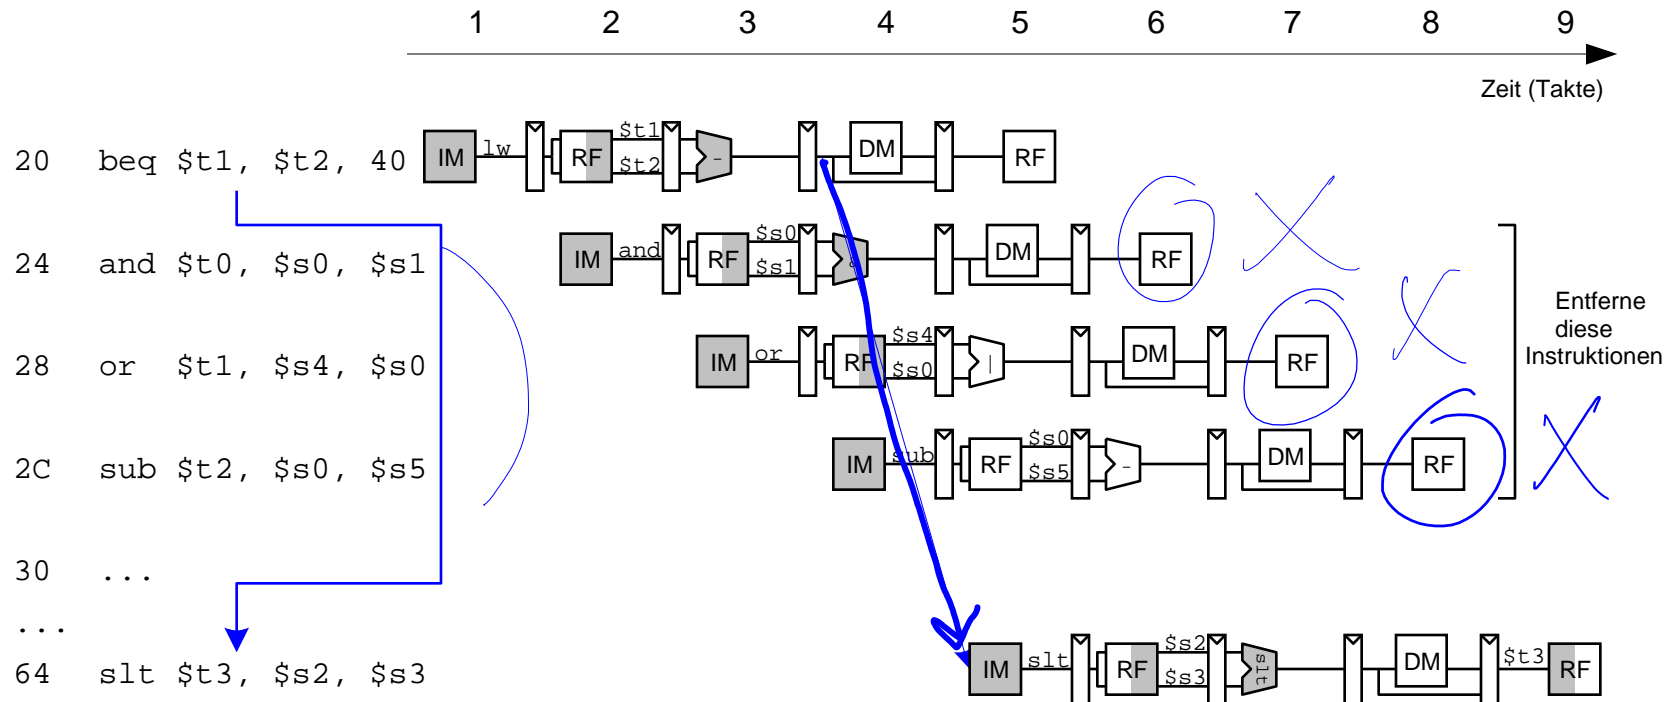 1 2 3 4 5 6 7 8 9
Zeit (Takte)
20 beq $t1, $t2, 40 IM lw RF $t1 $t2 - DM RF
24 and $t0, $s0, $s1 IM and RF $s0 $s1 & DM RF
28 or $t1, $s4, $s0 IM or RF $s4 $s0 | DM RF
2C sub $t2, $s0, $s5 IM sub RF $s0 $s5 - DM RF
Entferne
diese
Instruktionen
30 ...
...
64 slt $t3, $s2, $s3 IM slt RF $s2 $s3 slt DM $t3 RF